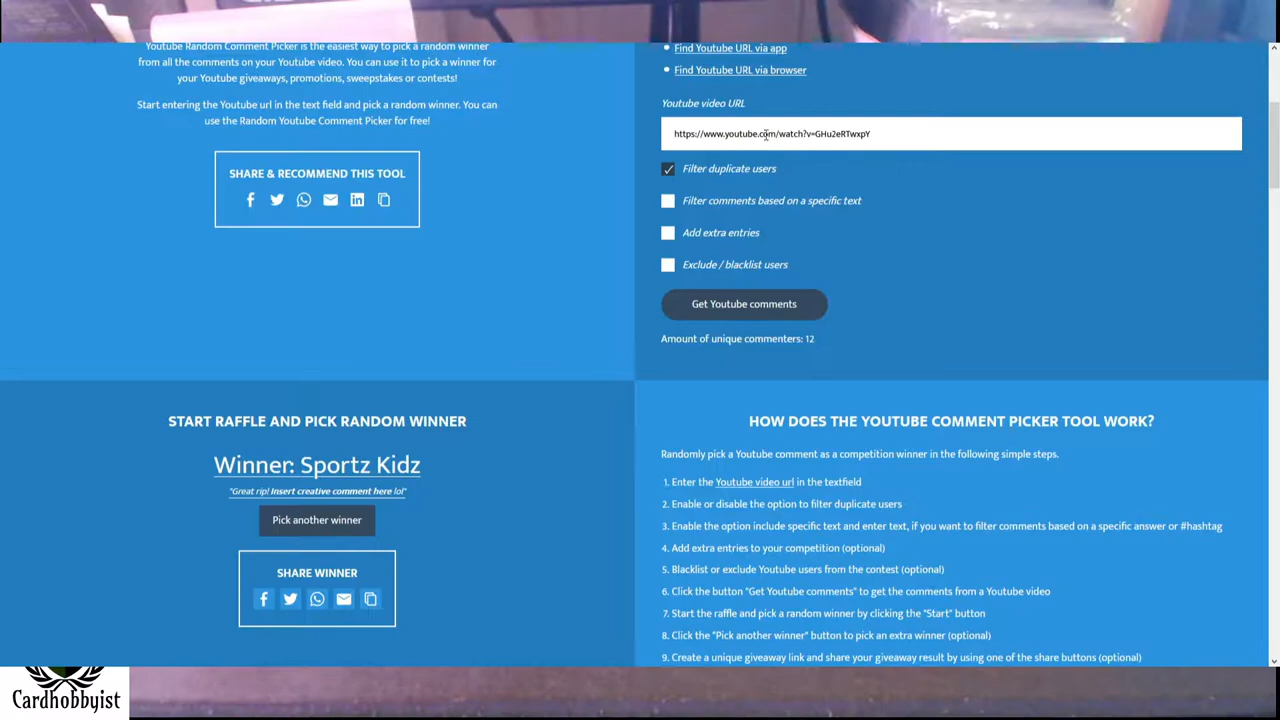 Youtube Random Comment Picker is the easiest way to pick a random winner
from all the comments on your Youtube video. You can use it to pick a winner for
your Youtube giveaways, promotions, sweepstakes or contests!
Start entering the Youtube url in the text field and pick a random winner. You can
use the Random Youtube Comment Picker for free!
SHARE & RECOMMEND THIS TOOL
Find Youtube URL via app
Find Youtube URL via browser
Youtube video URL
https://www.youtube.com/watch?v=GHu2eRTwxpY
Filter duplicate users
Filter comments based on a specific text
Add extra entries
Exclude / blacklist users
Get Youtube comments
Amount of unique commenters: 12
START RAFFLE AND PICK RANDOM WINNER
Winner: Sportz Kidz
"Great rip! Insert creative comment here lol"
Pick another winner
SHARE WINNER
HOW DOES THE YOUTUBE COMMENT PICKER TOOL WORK?
Randomly pick a Youtube comment as a competition winner in the following simple steps.
1. Enter the Youtube video url in the textfield
2. Enable or disable the option to filter duplicate users
3. Enable the option include specific text and enter text, if you want to filter comments based on a specific answer or #hashtag
4. Add extra entries to your competition (optional)
5. Blacklist or exclude Youtube users from the contest (optional)
6. Click the button "Get Youtube comments" to get the comments from a Youtube video
7. Start the raffle and pick a random winner by clicking the "Start" button
8. Click the "Pick another winner" button to pick an extra winner (optional)
9. Create a unique giveaway link and share your giveaway result by using one of the share buttons (optional)
Cardhobbyist